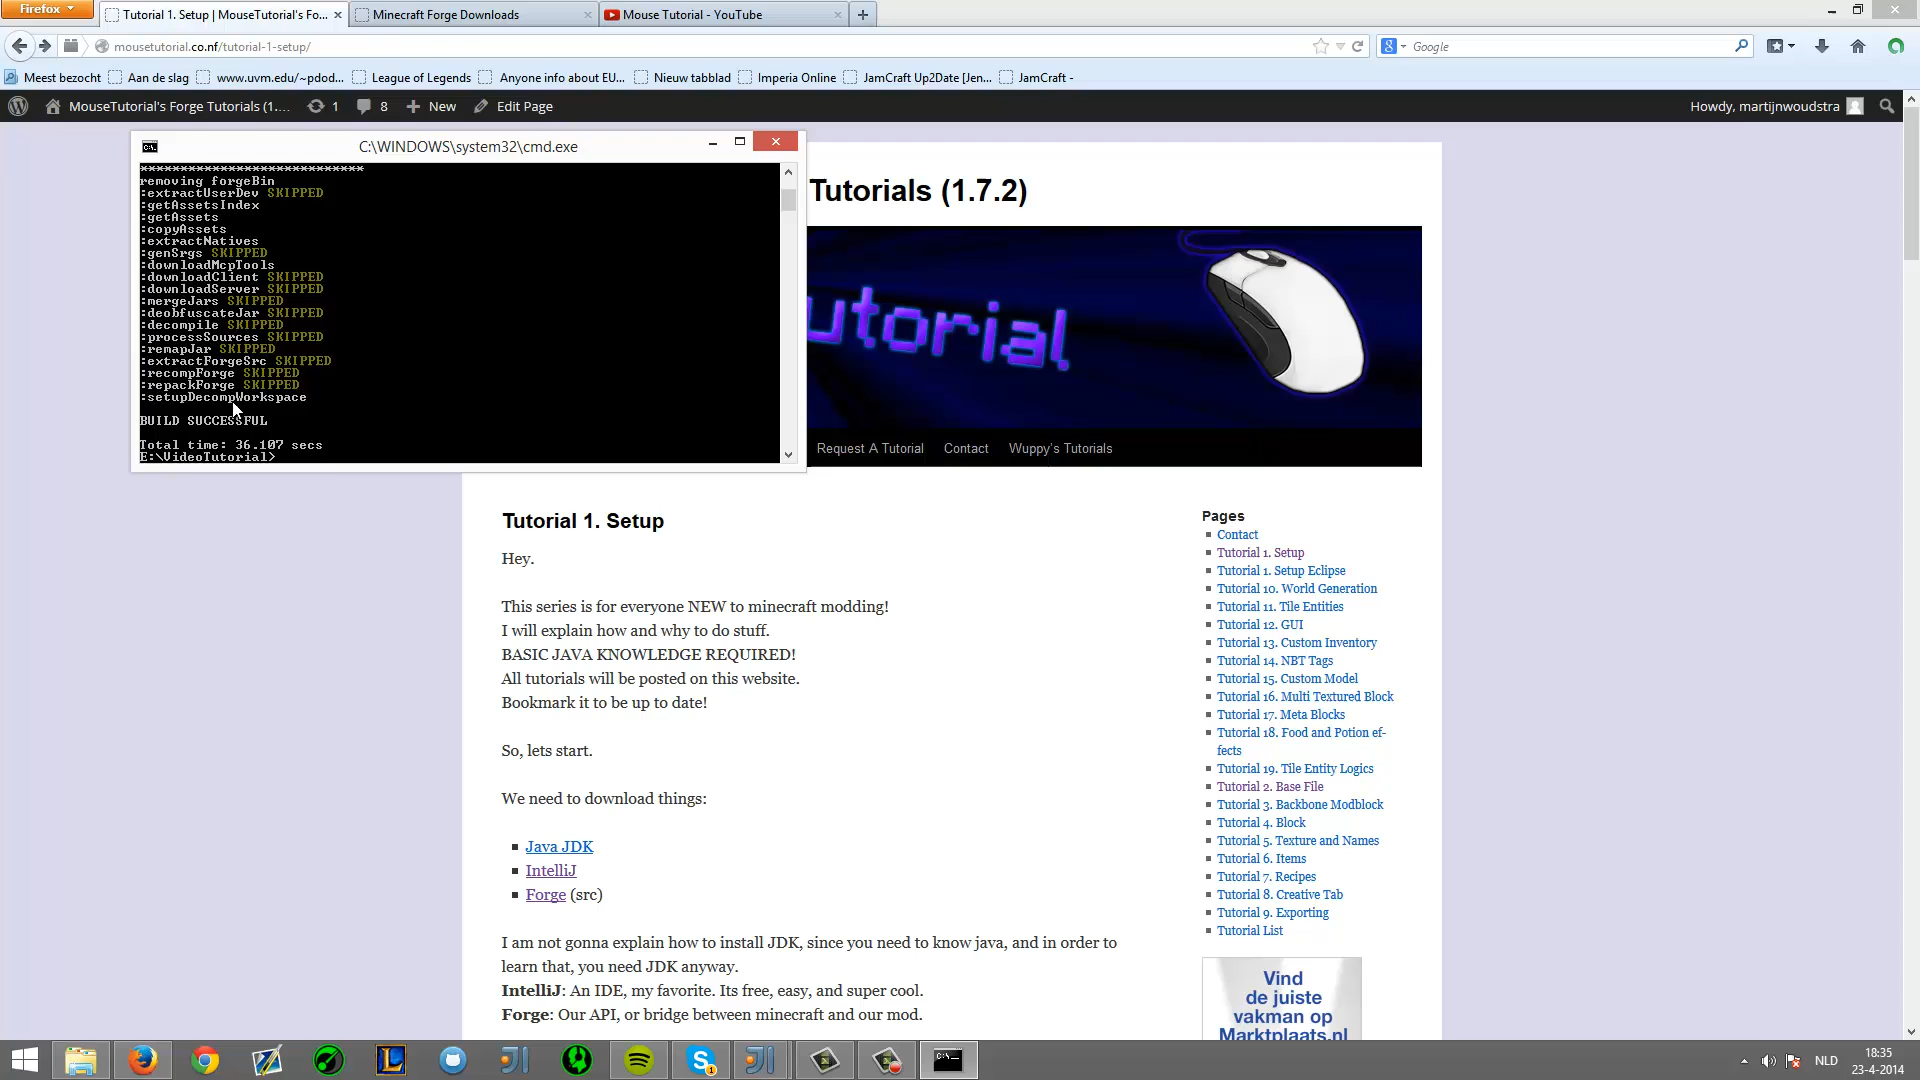 Firefox
Tutorial 1. Setup | MouseTutorial's Fo...
Minecraft Forge Downloads
Mouse Tutorial - YouTube
mousetutorial.co.nf/tutorial-1-setup/
Google
Meest bezocht
Aan de slag
www.uvm.edu/~pdod...
League of Legends
Anyone info about EU...
Nieuw tabblad
Imperia Online
JamCraft Up2Date [Jen...
JamCraft -
MouseTutorial's Forge Tutorials (1....
1
8
New
Edit Page
Howdy, martijnwoudstra
C:\WINDOWS\system32\cmd.exe
****************************
removing forgeBin
:extractUserDev SKIPPED
:getAssetsIndex
:getAssets
:copyAssets
:extractNatives
:genSrgs SKIPPED
:downloadMcpTools
:downloadClient SKIPPED
:downloadServer SKIPPED
:mergeJars SKIPPED
:deobfuscateJar SKIPPED
:decompile SKIPPED
:processSources SKIPPED
:remapJar SKIPPED
:extractForgeSrc SKIPPED
:recompForge SKIPPED
:repackForge SKIPPED
:setupDecompWorkspace
BUILD SUCCESSFUL
Total time: 36.107 secs
E:\VideoTutorial>
Tutorials (1.7.2)
utorial
Request A Tutorial
Contact
Wuppy's Tutorials
Tutorial 1. Setup
Hey.
This series is for everyone NEW to minecraft modding!
I will explain how and why to do stuff.
BASIC JAVA KNOWLEDGE REQUIRED!
All tutorials will be posted on this website.
Bookmark it to be up to date!
So, lets start.
We need to download things:
Java JDK
IntelliJ
Forge (src)
I am not gonna explain how to install JDK, since you need to know java, and in order to
learn that, you need JDK anyway.
IntelliJ: An IDE, my favorite. Its free, easy, and super cool.
Forge: Our API, or bridge between minecraft and our mod.
Pages
Contact
Tutorial 1. Setup
Tutorial 1. Setup Eclipse
Tutorial 10. World Generation
Tutorial 11. Tile Entities
Tutorial 12. GUI
Tutorial 13. Custom Inventory
Tutorial 14. NBT Tags
Tutorial 15. Custom Model
Tutorial 16. Multi Textured Block
Tutorial 17. Meta Blocks
Tutorial 18. Food and Potion ef-
fects
Tutorial 19. Tile Entity Logics
Tutorial 2. Base File
Tutorial 3. Backbone Modblock
Tutorial 4. Block
Tutorial 5. Texture and Names
Tutorial 6. Items
Tutorial 7. Recipes
Tutorial 8. Creative Tab
Tutorial 9. Exporting
Tutorial List
Vind
de juiste
vakman op
Marktplaats.nl
NLD
18:35
23-4-2014